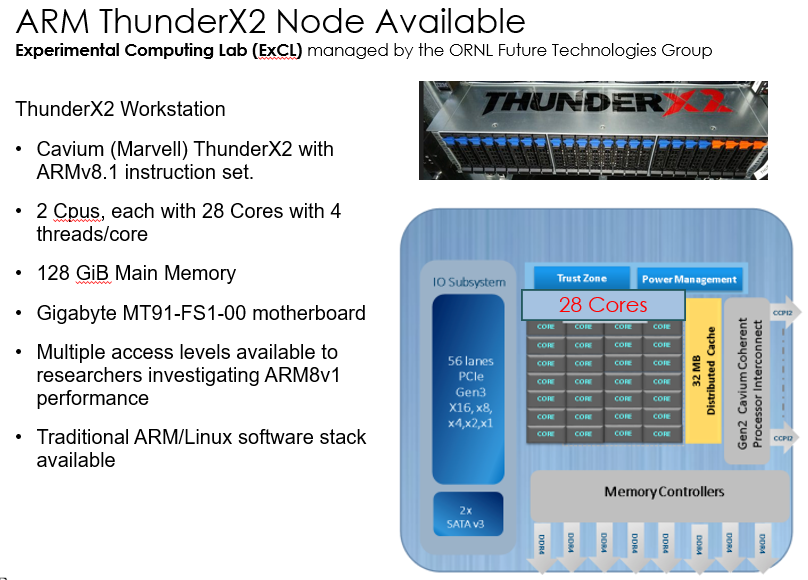 ARM ThunderX2 Node Available
Experimental Computing Lab (ExCL) managed by the ORNL Future Technologies Group
ThunderX2 Workstation
• Cavium (Marvell) ThunderX2 with
ARMv8.1 instruction set.
• 2 Cpus, each with 28 Cores with 4
threads/core
• 128 GiB Main Memory
• Gigabyte MT91-FS1-00 motherboard
• Multiple access levels available to
researchers investigating ARM8v1
performance
• Traditional ARM/Linux software stack
available
THUNDERX2
IO Subsystem
56 lanes
PCIe
Gen3
X16, x8,
x4,x2,x1
2x
SATA v3
Trust Zone
Power Management
28 Cores
CORE CORE CORE CORE
CORE CORE CORE CORE
CORE CORE CORE CORE
CORE CORE CORE CORE
CORE CORE CORE CORE
CORE CORE CORE CORE
CORE CORE CORE CORE
32 MB
Distributed Cache
Gen2 Cavium Coherent
Processor Interconnect
CCPI2
CCPI2
Memory Controllers
DDR4 DDR4 DDR4 DDR4 DDR4 DDR4 DDR4 DDR4